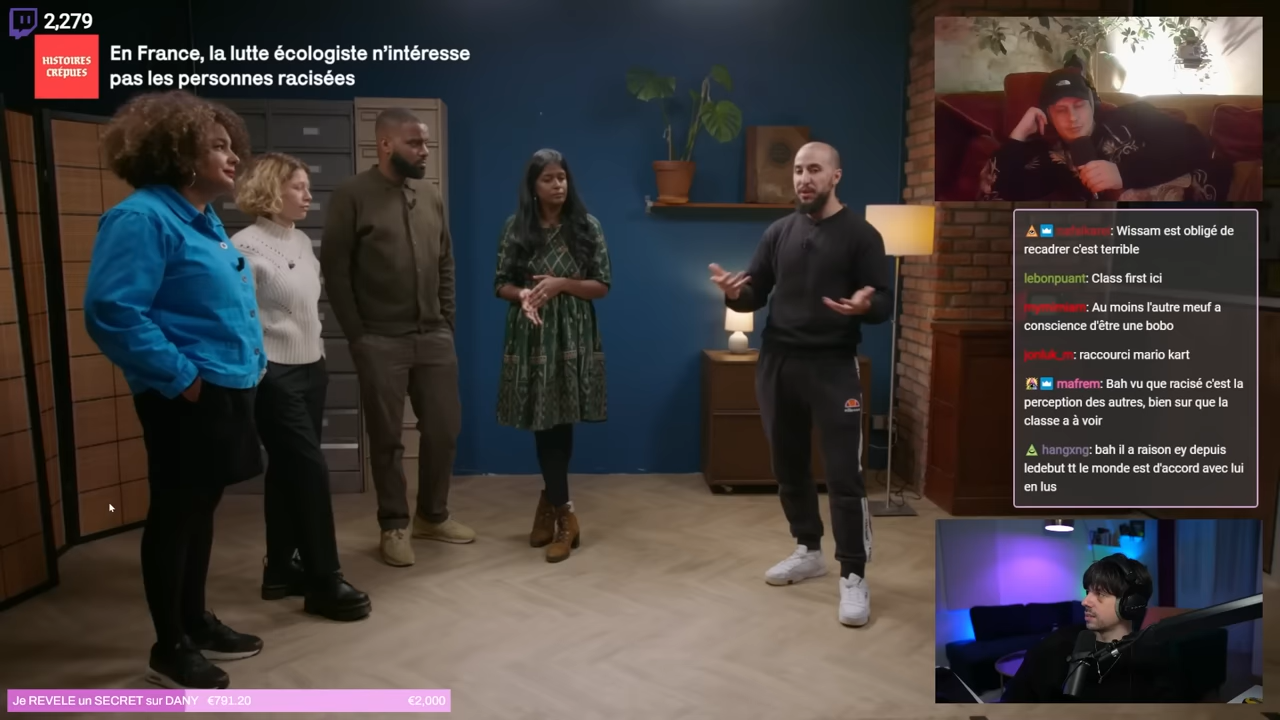 2,279
HISTOIRES
CRÉPUES
En France, la lutte écologiste n'intéresse
pas les personnes racisées
: Wissam est obligé de
recadrer c'est terrible
lebonpuant: Class first ici
: Au moins l'autre meuf a
conscience d'être une bobo
: raccourci mario kart
mafrem: Bah vu que racisé c'est la
perception des autres, bien sur que la
classe a à voir
hangxng: bah il a raison ey depuis
ledebut tt le monde est d'accord avec lui
en lus
Je REVELE un SECRET sur DANY €791.20
€2,000